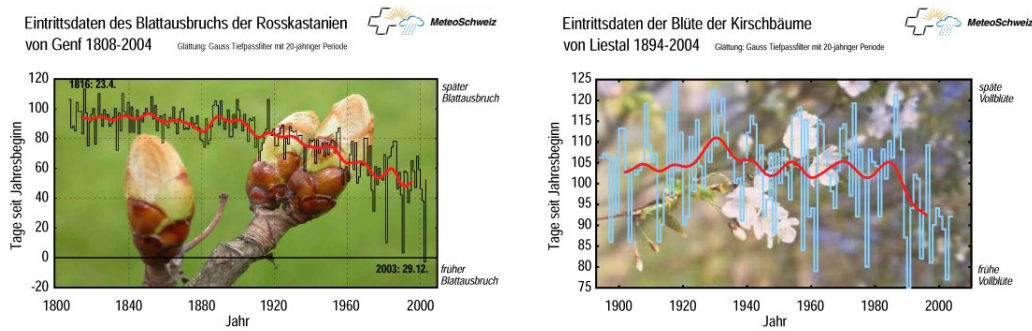 Eintrittsdaten des Blattausbruchs der Rosskastanien
von Genf 1808-2004 Glättung: Gauss Tiefpassfilter mit 20-jähriger Periode
MeteoSchweiz
120
100
80
60
40
20
0
-20
Tage seit Jahresbeginn
1816: 23.4.
2003: 29.12.
später
Blattausbruch
früher
Blattausbruch
1800 1840 1880 1920 1960 2000
Jahr
Eintrittsdaten der Blüte der Kirschbäume
von Liestal 1894-2004 Glättung: Gauss Tiefpassfilter mit 20-jähriger Periode
MeteoSchweiz
125
120
115
110
105
100
95
90
85
80
75
Tage seit Jahresbeginn
späte
Vollblüte
frühe
Vollblüte
1900 1920 1940 1960 1980 2000
Jahr